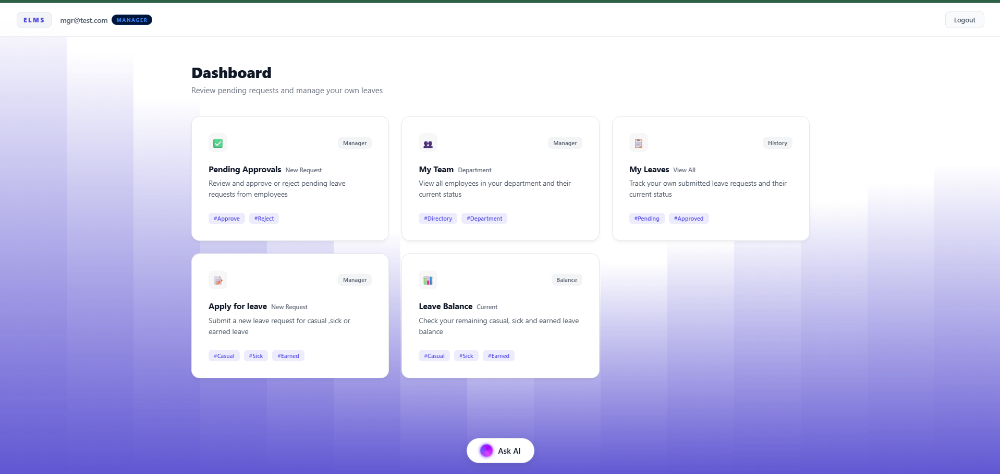 ELMS mgr@test.com MANAGER Logout
Dashboard
Review pending requests and manage your own leaves
Manager
Pending Approvals New Request
Review and approve or reject pending leave
requests from employees
#Approve #Reject
Manager
My Team Department
View all employees in your department and their
current status
#Directory #Department
History
My Leaves View All
Track your own submitted leave requests and their
current status
#Pending #Approved
Manager
Apply for leave New Request
Submit a new leave request for casual ,sick or
earned leave
#Casual #Sick #Earned
Balance
Leave Balance Current
Check your remaining casual, sick and earned leave
balance
#Casual #Sick #Earned
Ask AI